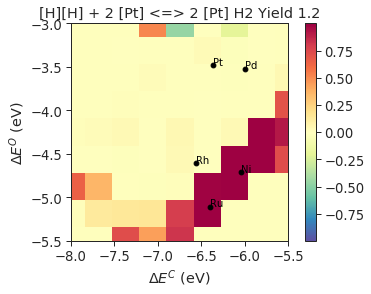 [H][H] + 2 [Pt] <=> 2 [Pt] H2 Yield 1.2
−3.0
−3.5
−4.0
−4.5
−5.0
−5.5
ΔE^O (eV)
Pt
Pd
Rh
Ni
Ru
−8.0 −7.5 −7.0 −6.5 −6.0 −5.5
ΔE^C (eV)
0.75
0.50
0.25
0.00
−0.25
−0.50
−0.75